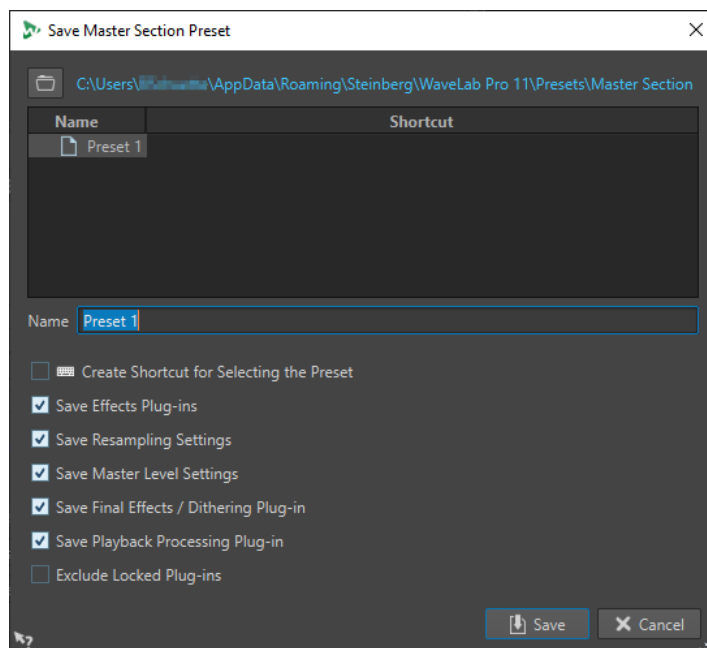 Save Master Section Preset
C:\Users\ \AppData\Roaming\Steinberg\WaveLab Pro 11\Presets\Master Section
Name Shortcut
Preset 1
Name Preset 1
Create Shortcut for Selecting the Preset
Save Effects Plug-ins
Save Resampling Settings
Save Master Level Settings
Save Final Effects / Dithering Plug-in
Save Playback Processing Plug-in
Exclude Locked Plug-ins
Save Cancel